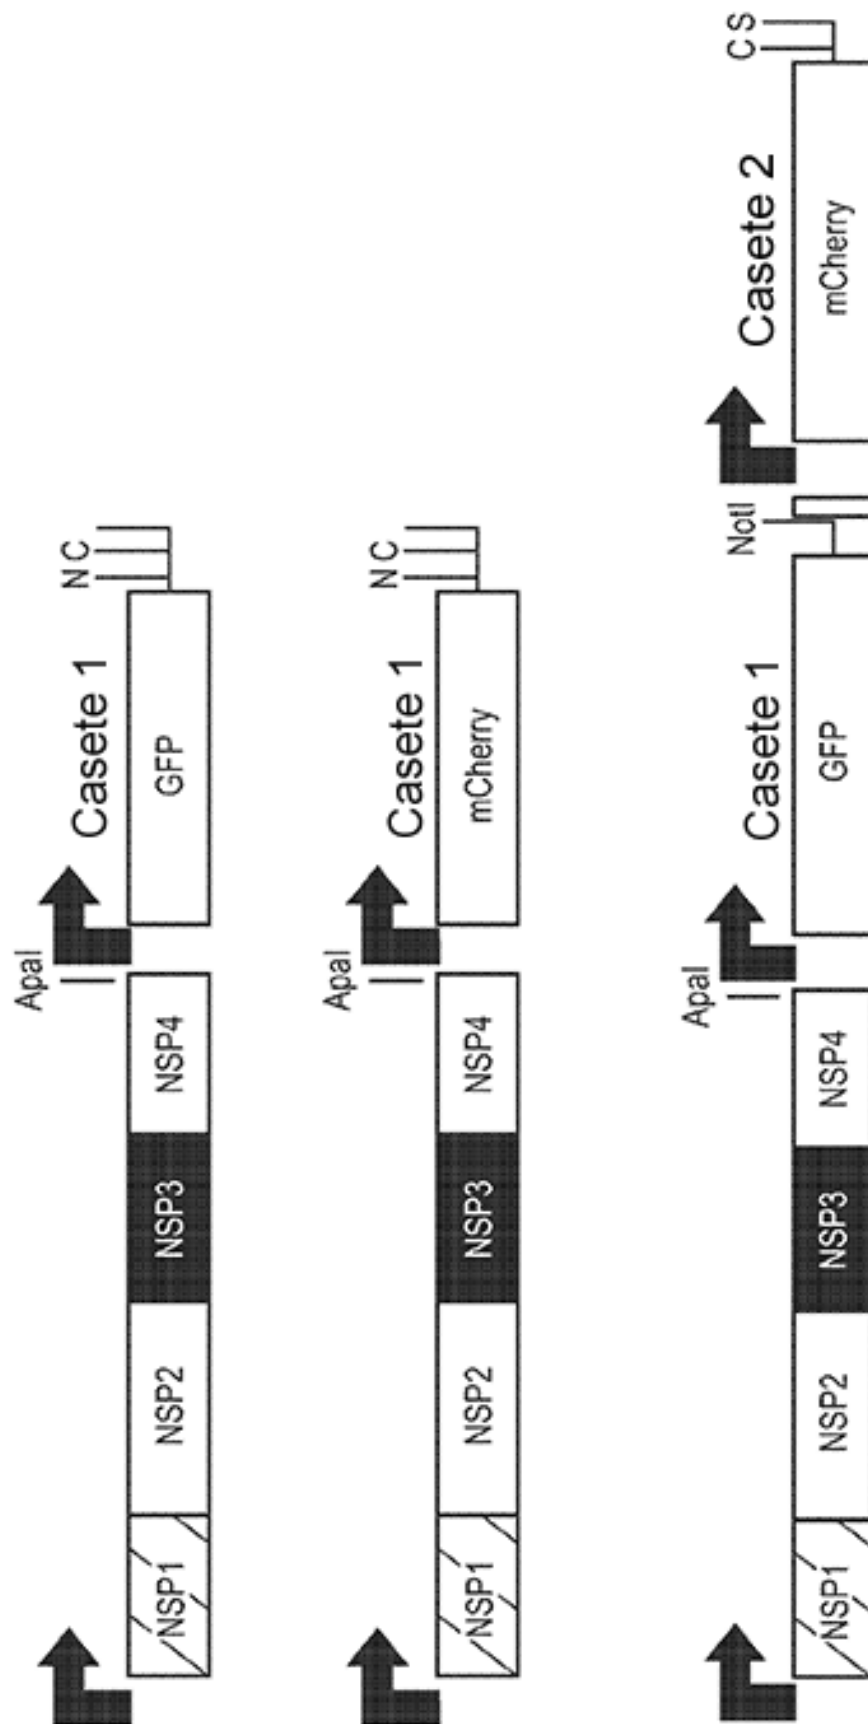 Casete 1
ApaI N C
NSP1 NSP2 NSP3 NSP4 GFP
Casete 1
ApaI N C
NSP1 NSP2 NSP3 NSP4 mCherry
Casete 1 Casete 2
ApaI NotI C S
NSP1 NSP2 NSP3 NSP4 GFP mCherry